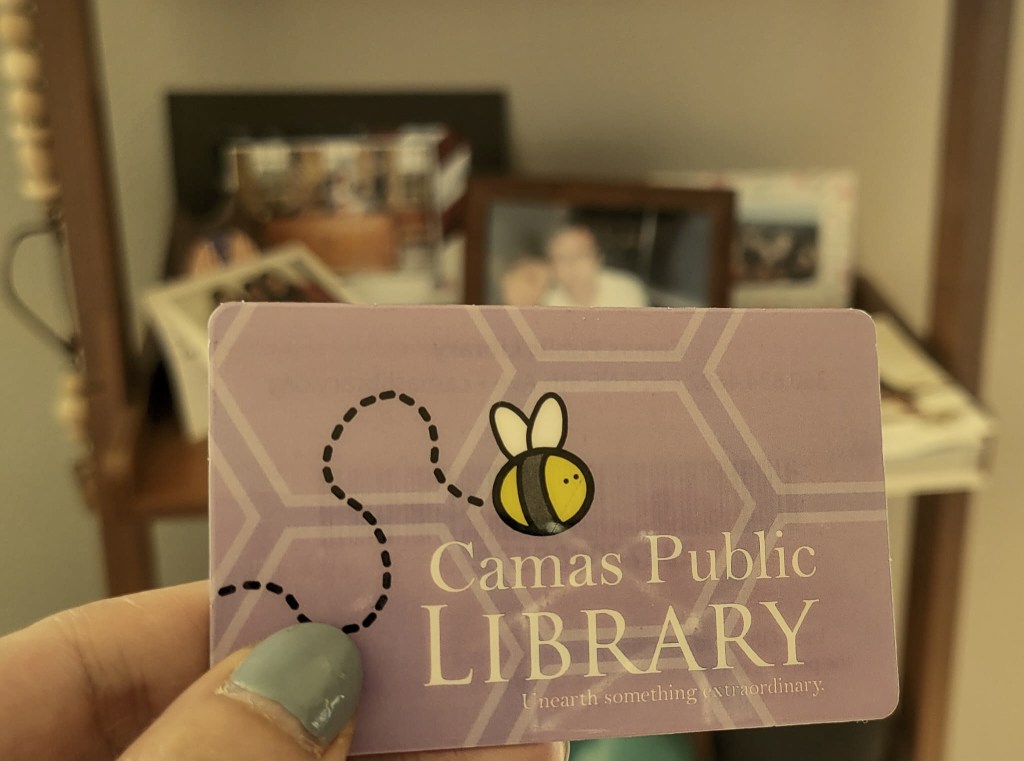 Camas Public
LIBRARY
Unearth something extraordinary.